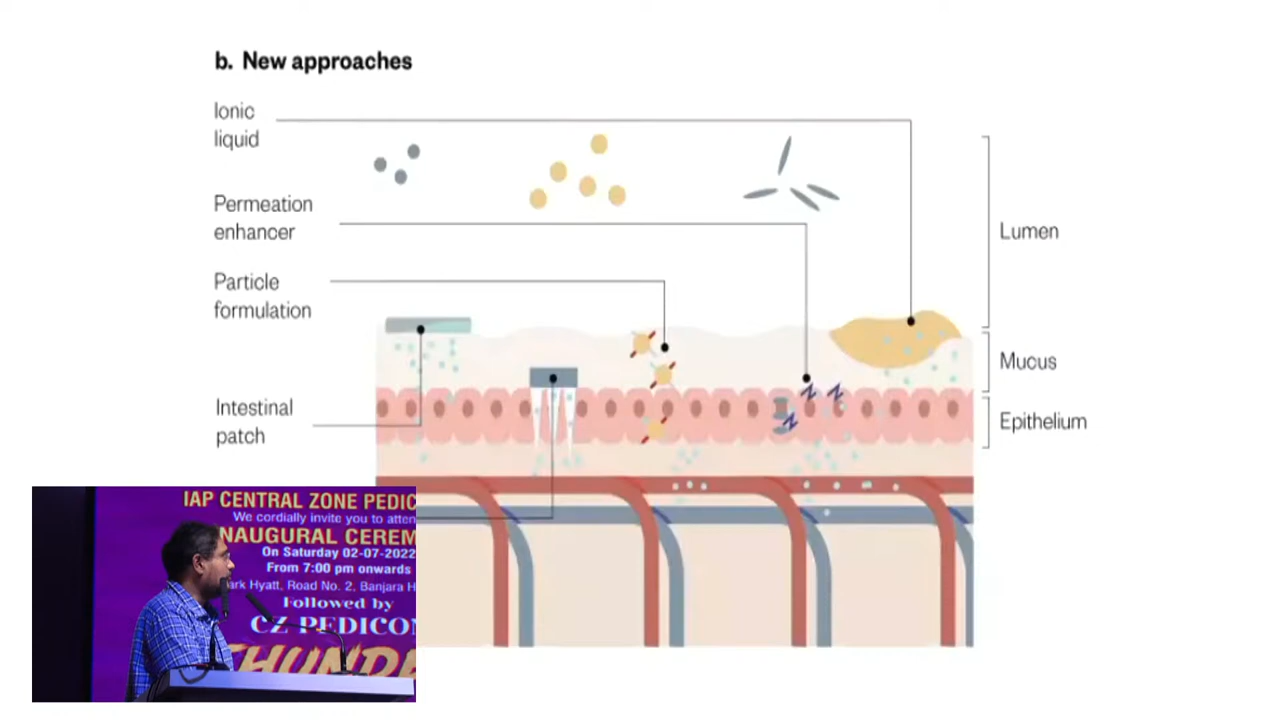 b. New approaches
Ionic
liquid
Permeation
enhancer
Particle
formulation
Intestinal
patch
Lumen
Mucus
Epithelium
IAP CENTRAL ZONE PEDIC
We cordially invite you to atten
NAUGURAL CEREM
On Saturday 02-07-2022
From 7:00 pm onwards
ark Hyatt, Road No. 2, Banjara H
Followed by
CZ PEDICON
THUNDE